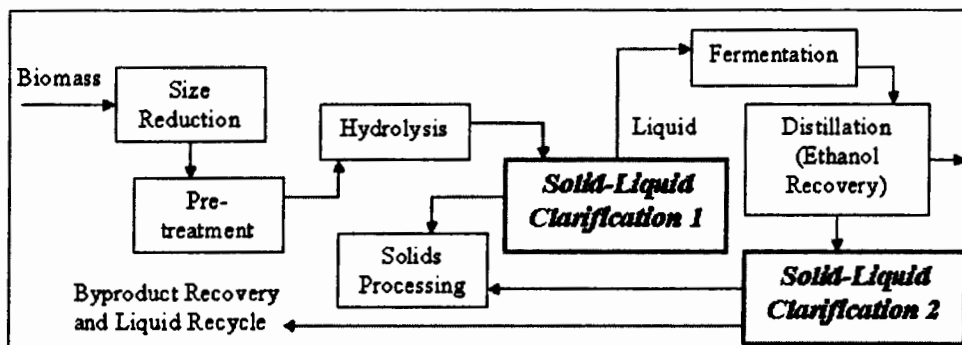 Biomass
Size
Reduction
Pre-
treatment
Hydrolysis
Solid-Liquid
Clarification 1
Liquid
Fermentation
Distillation
(Ethanol
Recovery)
Solids
Processing
Solid-Liquid
Clarification 2
Byproduct Recovery
and Liquid Recycle